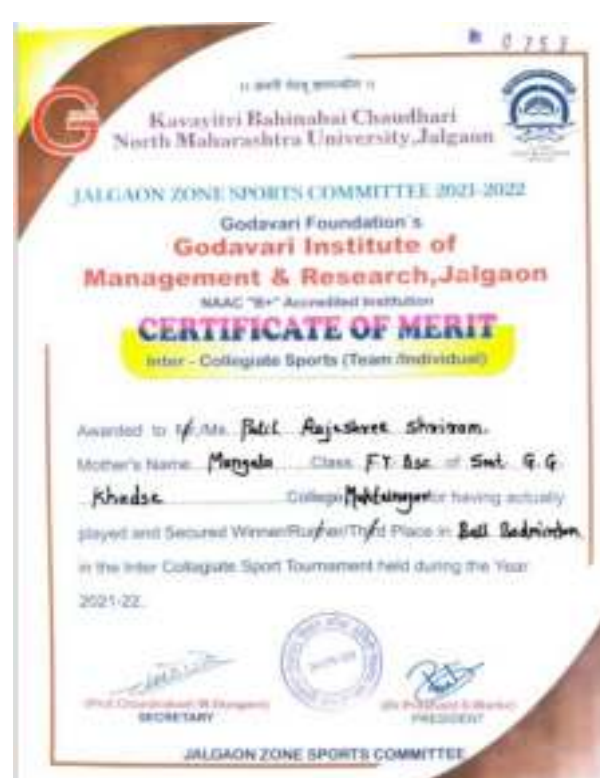 0753
Kavayitri Bahinabai Chaudhari
North Maharashtra University, Jalgaon
JALGAON ZONE SPORTS COMMITTEE 2021-2022
Godavari Foundation's
Godavari Institute of
Management & Research, Jalgaon
NAAC "B+" Accredited Institution
CERTIFICATE OF MERIT
Inter - Collegiate Sports (Team /Individual)
Awarded to Mr./Ms. Patil Rajeshree Shriram.
Mother's Name Mangala Class F.Y. Bsc of Smt. G. G.
Khadse College Muktainagar for having actually
played and Secured Winner/Runner/Third Place in Ball Badminton
in the Inter Collegiate Sport Tournament held during the Year
2021-22.
SECRETARY
PRESIDENT
JALGAON ZONE SPORTS COMMITTEE